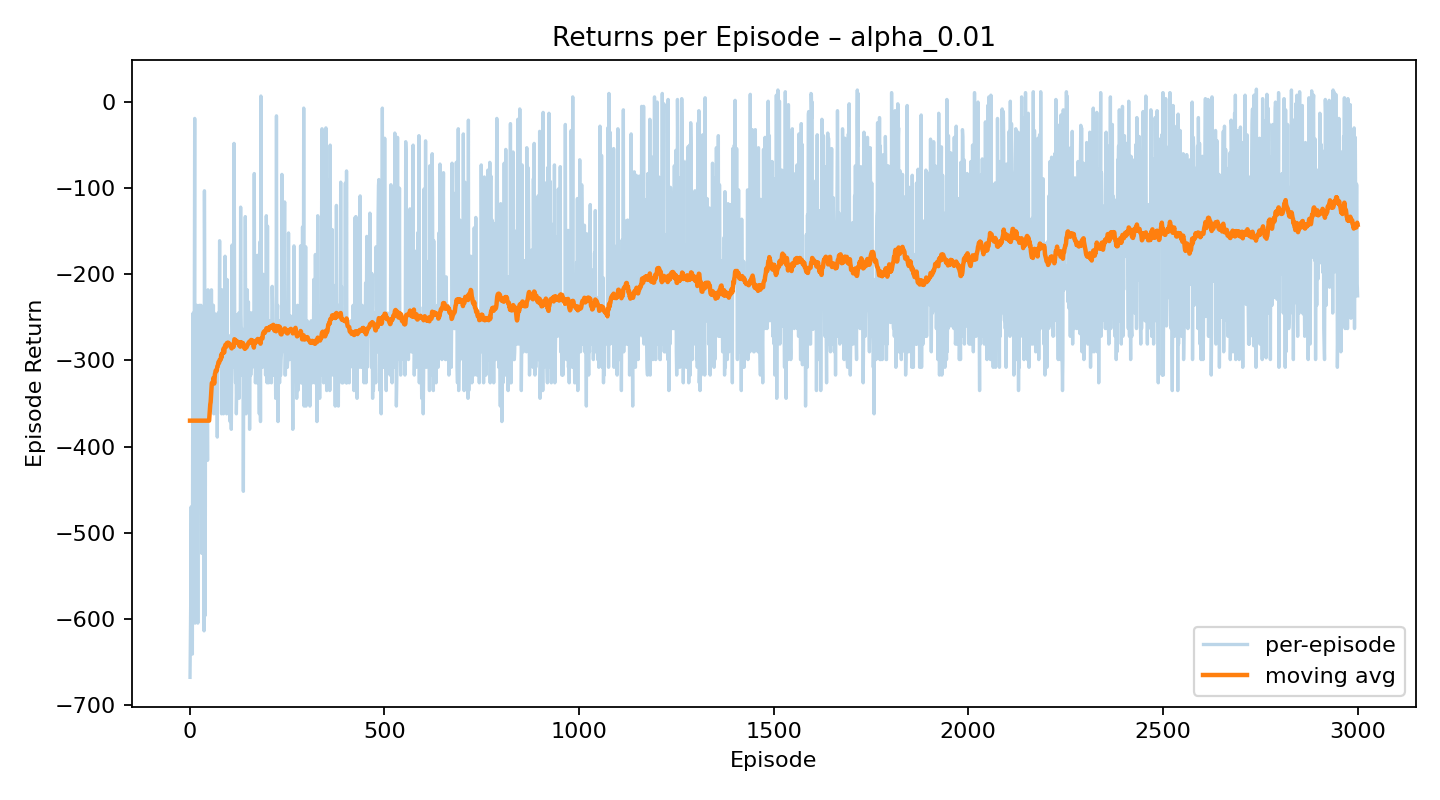 Returns per Episode – alpha_0.01
Episode Return
0
−100
−200
−300
−400
−500
−600
−700
per-episode
moving avg
0 500 1000 1500 2000 2500 3000
Episode